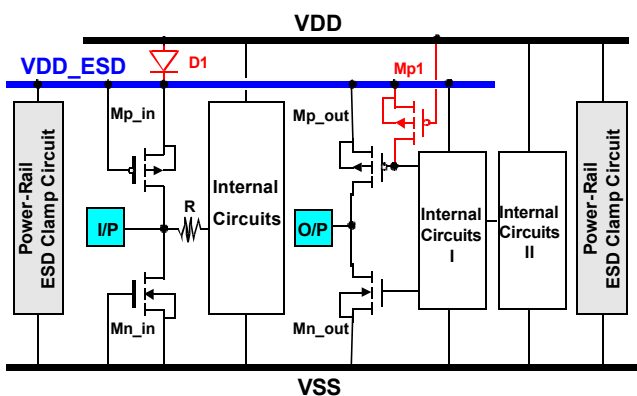 VDD
VDD_ESD
D1
Mp1
Mp_in
Mp_out
Power-Rail
ESD Clamp Circuit
I/P
R
Internal
Circuits
O/P
Internal
Circuits
I
Internal
Circuits
II
Power-Rail
ESD Clamp Circuit
Mn_in
Mn_out
VSS